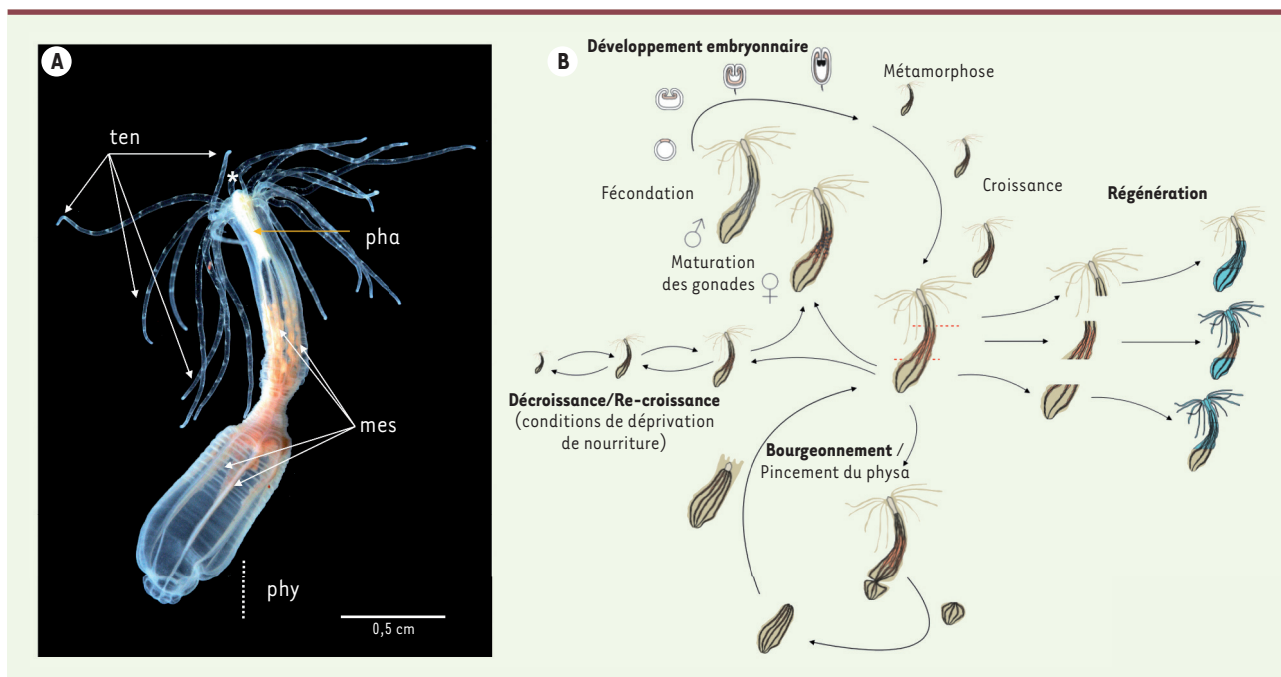 A
ten
*
pha
mes
phy
0,5 cm
B
Développement embryonnaire
Métamorphose
Fécondation
Croissance
Régénération
♂
Maturation
des gonades
♀
Décroissance/Re-croissance
(conditions de déprivation
de nourriture)
Bourgeonnement /
Pincement du physa